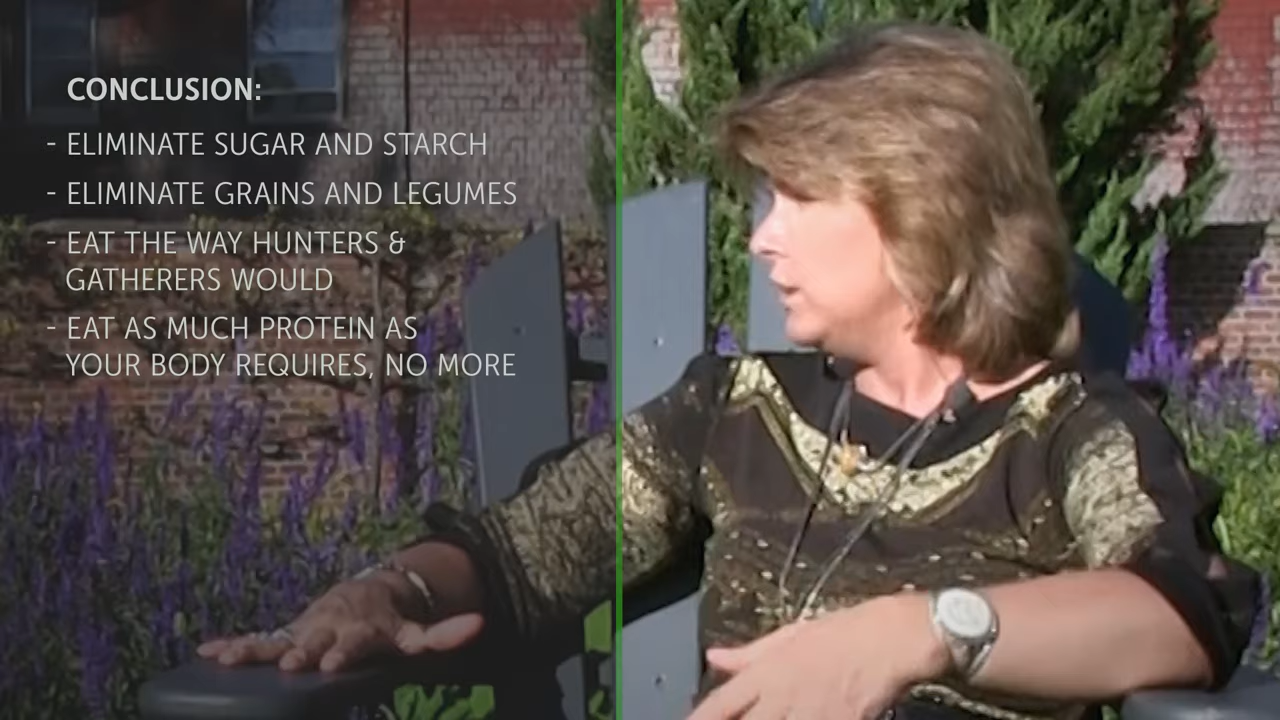 CONCLUSION:
- ELIMINATE SUGAR AND STARCH
- ELIMINATE GRAINS AND LEGUMES
- EAT THE WAY HUNTERS &
GATHERERS WOULD
- EAT AS MUCH PROTEIN AS
YOUR BODY REQUIRES, NO MORE